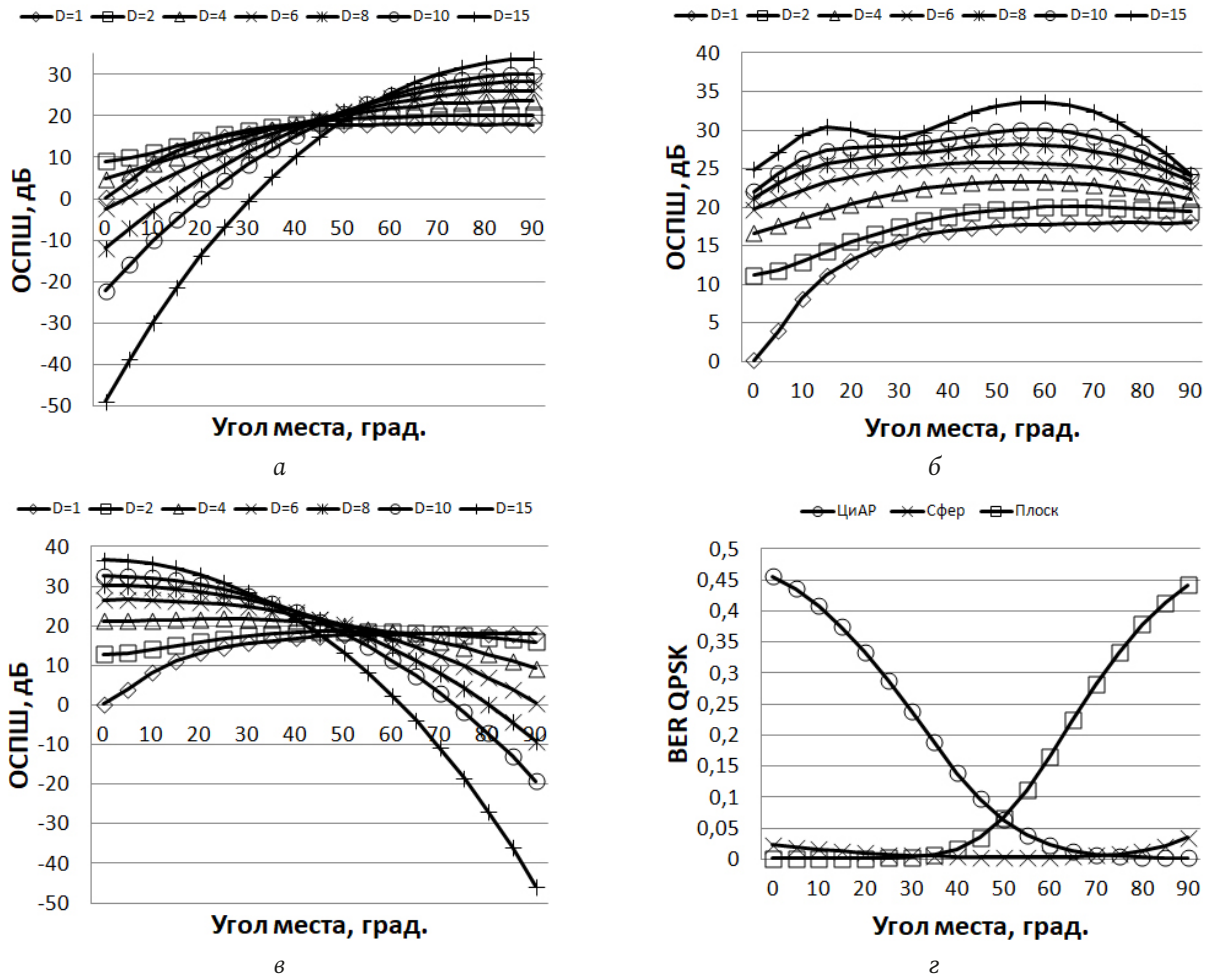 D=1 D=2 D=4 D=6 D=8 D=10 D=15
ОСПШ, дБ
30
20
10
0
-10
-20
-30
-40
-50
0 10 20 30 40 50 60 70 80 90
Угол места, град.
а
D=1 D=2 D=4 D=6 D=8 D=10 D=15
ОСПШ, дБ
40
35
30
25
20
15
10
5
0
0 10 20 30 40 50 60 70 80 90
Угол места, град.
б
D=1 D=2 D=4 D=6 D=8 D=10 D=15
ОСПШ, дБ
40
30
20
10
0
-10
-20
-30
-40
-50
0 10 20 30 40 50 60 70 80 90
Угол места, град.
в
ЦиАР Сфер Плоск
BER QPSK
0,5
0,45
0,4
0,35
0,3
0,25
0,2
0,15
0,1
0,05
0
0 10 20 30 40 50 60 70 80 90
Угол места, град.
г